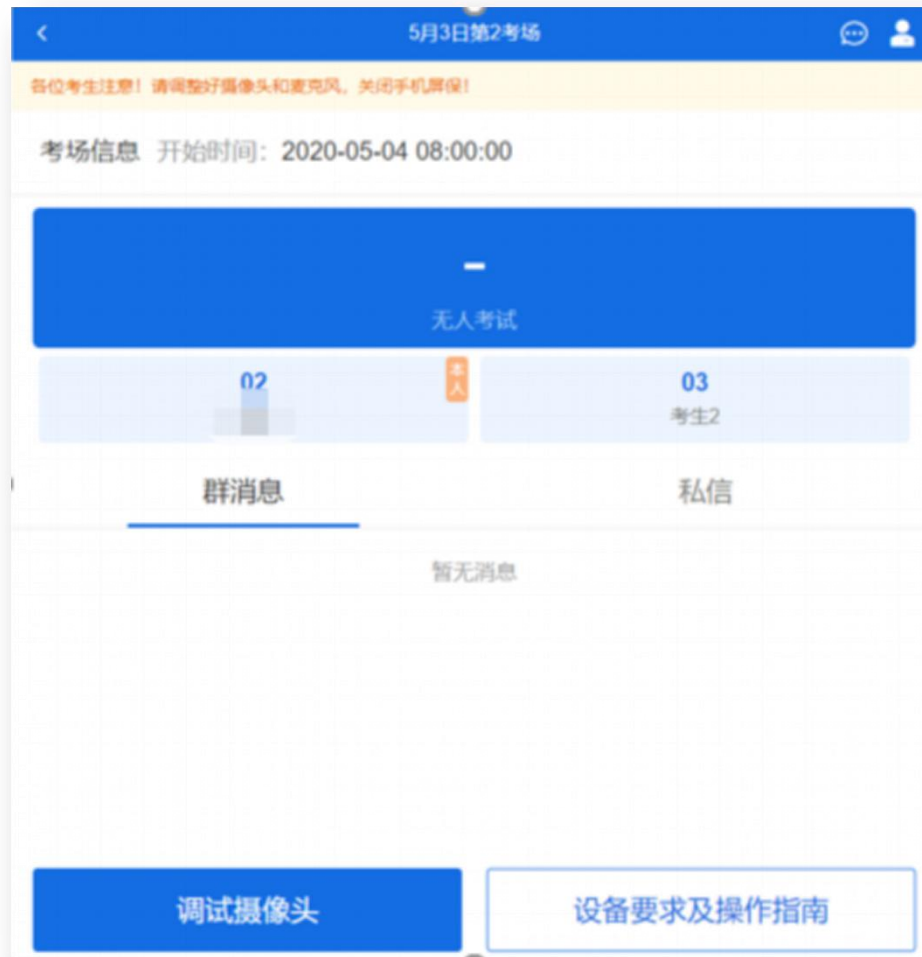 5月3日第2考场
各位考生注意！请调整好摄像头和麦克风，关闭手机屏保！
考场信息 开始时间：2020-05-04 08:00:00
–
无人考试
02
本人
03
考生2
群消息 私信
暂无消息
调试摄像头 设备要求及操作指南